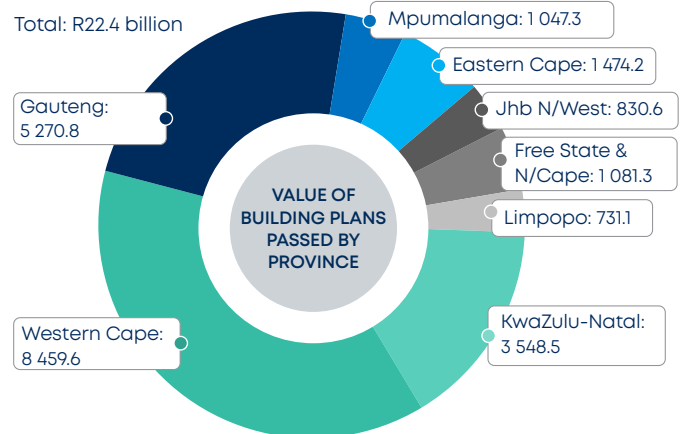 Total: R22.4 billion
Mpumalanga: 1 047.3
Eastern Cape: 1 474.2
Jhb N/West: 830.6
Free State &
N/Cape: 1 081.3
Limpopo: 731.1
KwaZulu-Natal:
3 548.5
Western Cape:
8 459.6
Gauteng:
5 270.8
VALUE OF
BUILDING PLANS
PASSED BY
PROVINCE